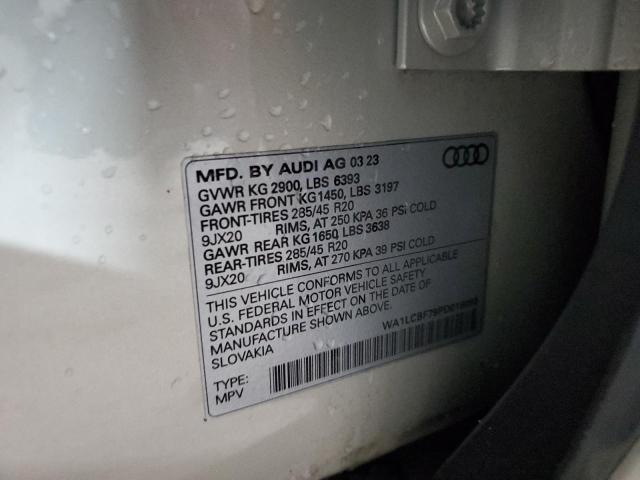 MFD. BY AUDI AG 03 23
GVWR KG 2900, LBS 6393
GAWR FRONT KG1450, LBS 3197
FRONT-TIRES 285/45 R20
9JX20 RIMS, AT 250 KPA 36 PSI COLD
GAWR REAR KG 1650, LBS 3638
REAR-TIRES 285/45 R20
9JX20 RIMS, AT 270 KPA 39 PSI COLD
THIS VEHICLE CONFORMS TO ALL APPLICABLE
U.S. FEDERAL MOTOR VEHICLE SAFETY
STANDARDS IN EFFECT ON THE DATE OF
MANUFACTURE SHOWN ABOVE.
SLOVAKIA
TYPE:
MPV